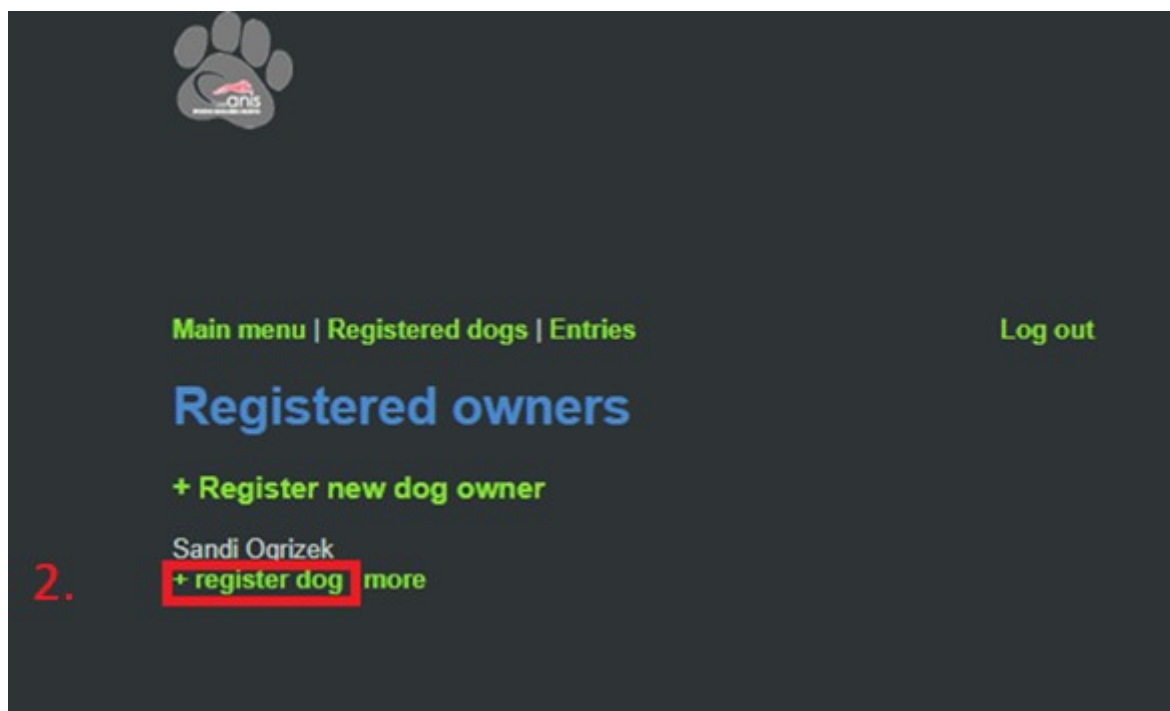 anis
Main menu | Registered dogs | Entries
Log out
Registered owners
+ Register new dog owner
Sandi Ogrizek
2. + register dog more